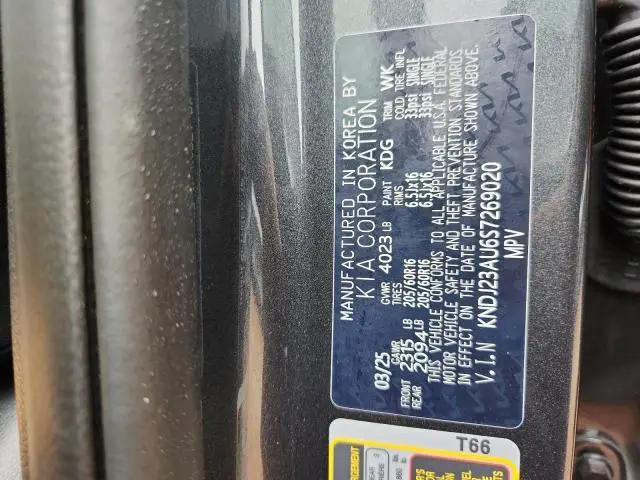 MANUFACTURED IN KOREA BY
KIA CORPORATION
03/25 GVWR 4023 LB PAINT KDG TRIM WK
GAWR TIRES RIMS COLD TIRE INFL
FRONT 2315 LB 205/60R16 6.5Jx16 33psi SINGLE
REAR 2094 LB 205/60R16 6.5Jx16 33psi SINGLE
THIS VEHICLE CONFORMS TO ALL APPLICABLE U.S.A. FEDERAL
MOTOR VEHICLE SAFETY AND THEFT PREVENTION STANDARDS
IN EFFECT ON THE DATE OF MANUFACTURE SHOWN ABOVE.
V.I.N KNDJ23AU6S7269020
MPV
T66